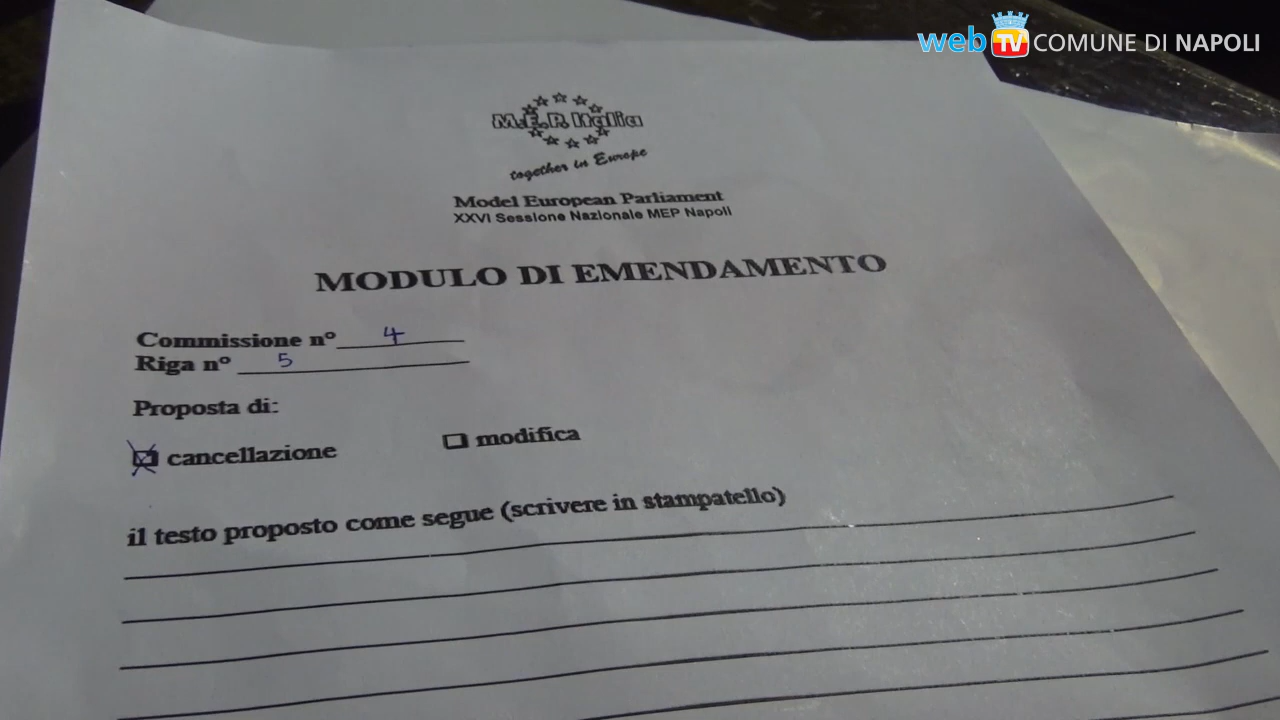 web TV COMUNE DI NAPOLI
M.E.P. Italia
together in Europe
Model European Parliament
XXVI Sessione Nazionale MEP Napoli
MODULO DI EMENDAMENTO
Commissione n° 4
Riga n° 5
Proposta di:
cancellazione modifica
il testo proposto come segue (scrivere in stampatello)